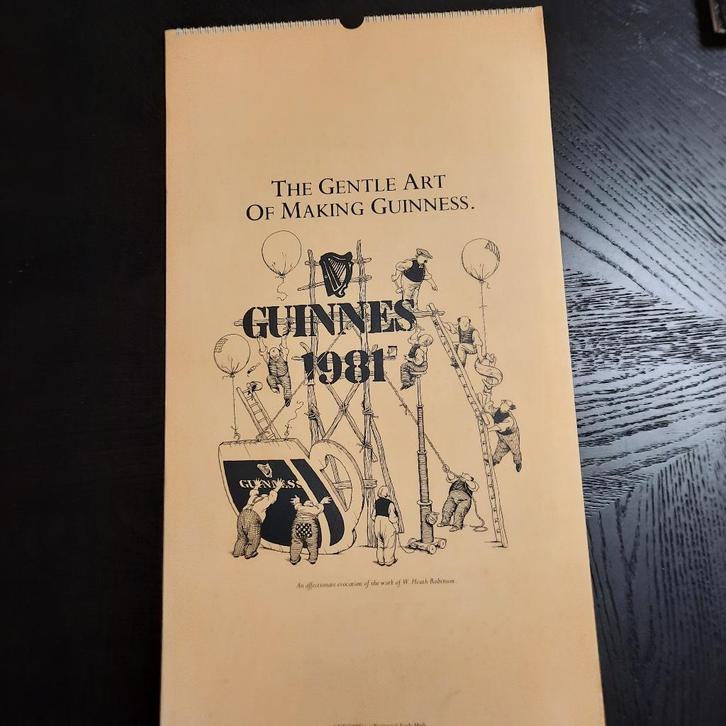 THE GENTLE ART
OF MAKING GUINNESS.
GUINNES
1981
GUINNESS
An affectionate evocation of the work of W. Heath Robinson.